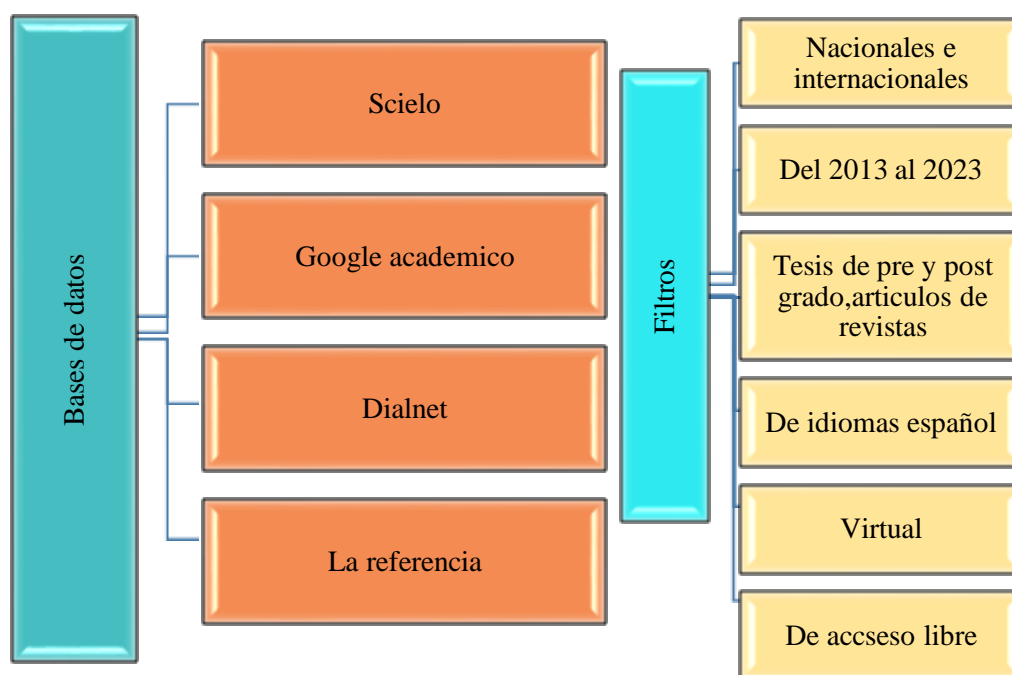 Bases de datos
Scielo
Google academico
Dialnet
La referencia
Filtros
Nacionales e
internacionales
Del 2013 al 2023
Tesis de pre y post
grado,articulos de
revistas
De idiomas español
Virtual
De accseso libre